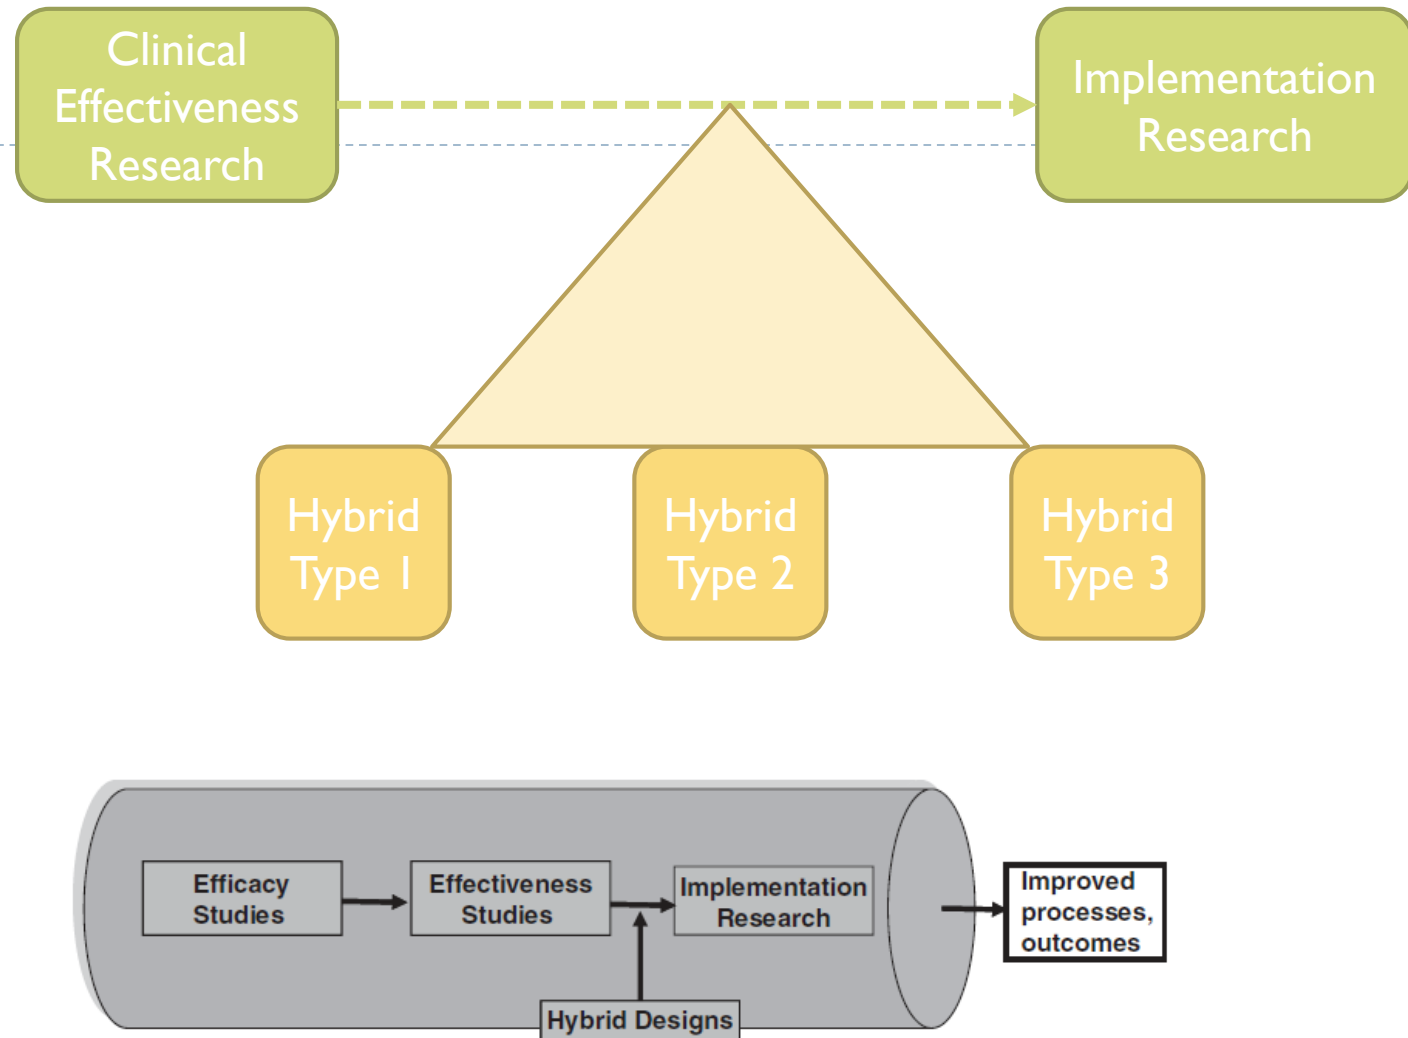 Clinical
Effectiveness
Research
Implementation
Research
Hybrid
Type 1
Hybrid
Type 2
Hybrid
Type 3
Efficacy
Studies
Effectiveness
Studies
Implementation
Research
Improved
processes,
outcomes
Hybrid Designs